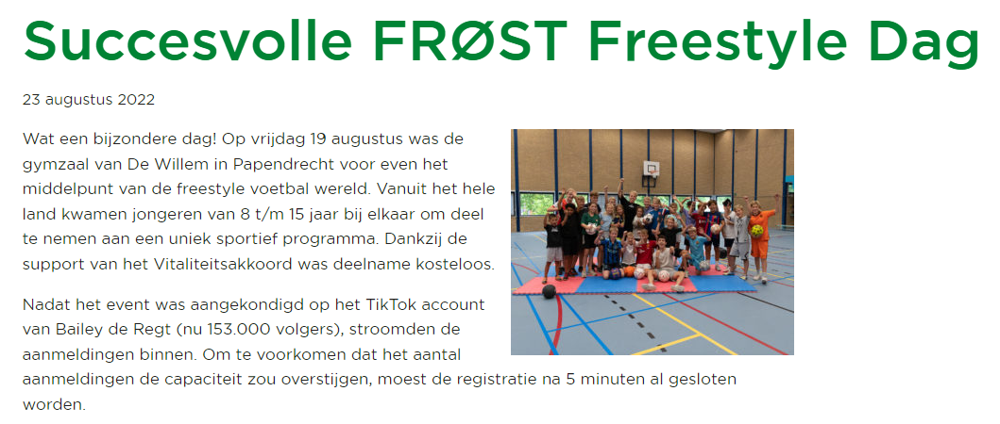 Succesvolle FRØST Freestyle Dag
23 augustus 2022
Wat een bijzondere dag! Op vrijdag 19 augustus was de
gymzaal van De Willem in Papendrecht voor even het
middelpunt van de freestyle voetbal wereld. Vanuit het hele
land kwamen jongeren van 8 t/m 15 jaar bij elkaar om deel
te nemen aan een uniek sportief programma. Dankzij de
support van het Vitaliteitsakkoord was deelname kosteloos.
Nadat het event was aangekondigd op het TikTok account
van Bailey de Regt (nu 153.000 volgers), stroomden de
aanmeldingen binnen. Om te voorkomen dat het aantal
aanmeldingen de capaciteit zou overstijgen, moest de registratie na 5 minuten al gesloten
worden.